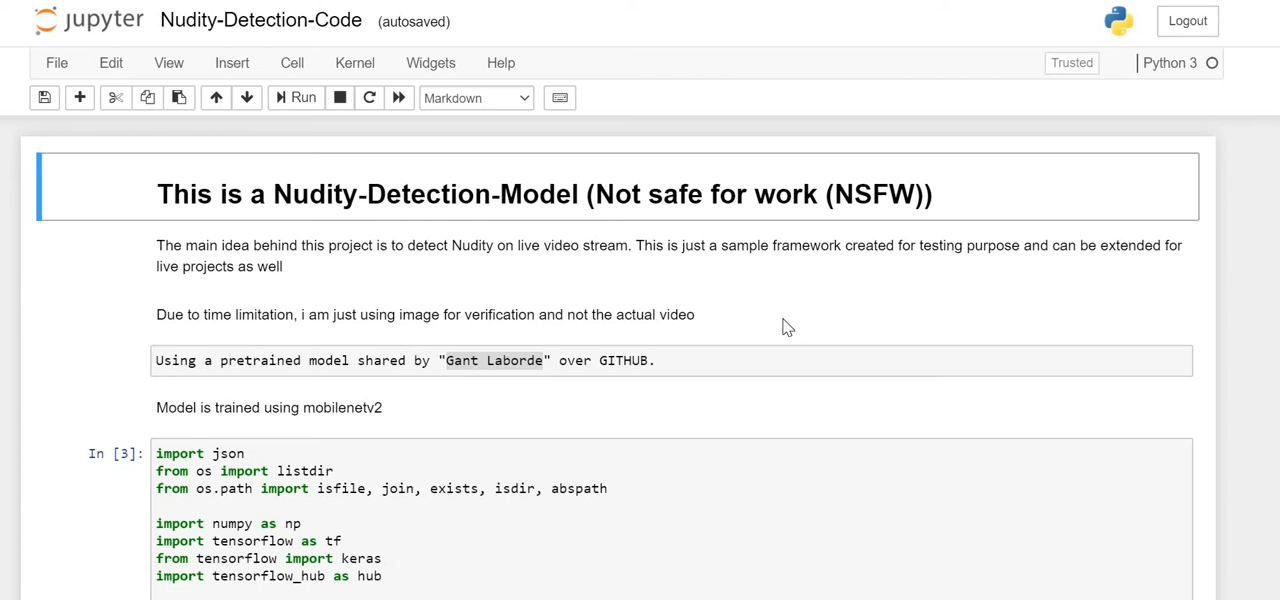 jupyter Nudity-Detection-Code (autosaved) Logout
File Edit View Insert Cell Kernel Widgets Help Trusted Python 3
Run Markdown
This is a Nudity-Detection-Model (Not safe for work (NSFW))
The main idea behind this project is to detect Nudity on live video stream. This is just a sample framework created for testing purpose and can be extended for
live projects as well
Due to time limitation, i am just using image for verification and not the actual video
Using a pretrained model shared by "Gant Laborde" over GITHUB.
Model is trained using mobilenetv2
In [3]: import json
from os import listdir
from os.path import isfile, join, exists, isdir, abspath
import numpy as np
import tensorflow as tf
from tensorflow import keras
import tensorflow_hub as hub